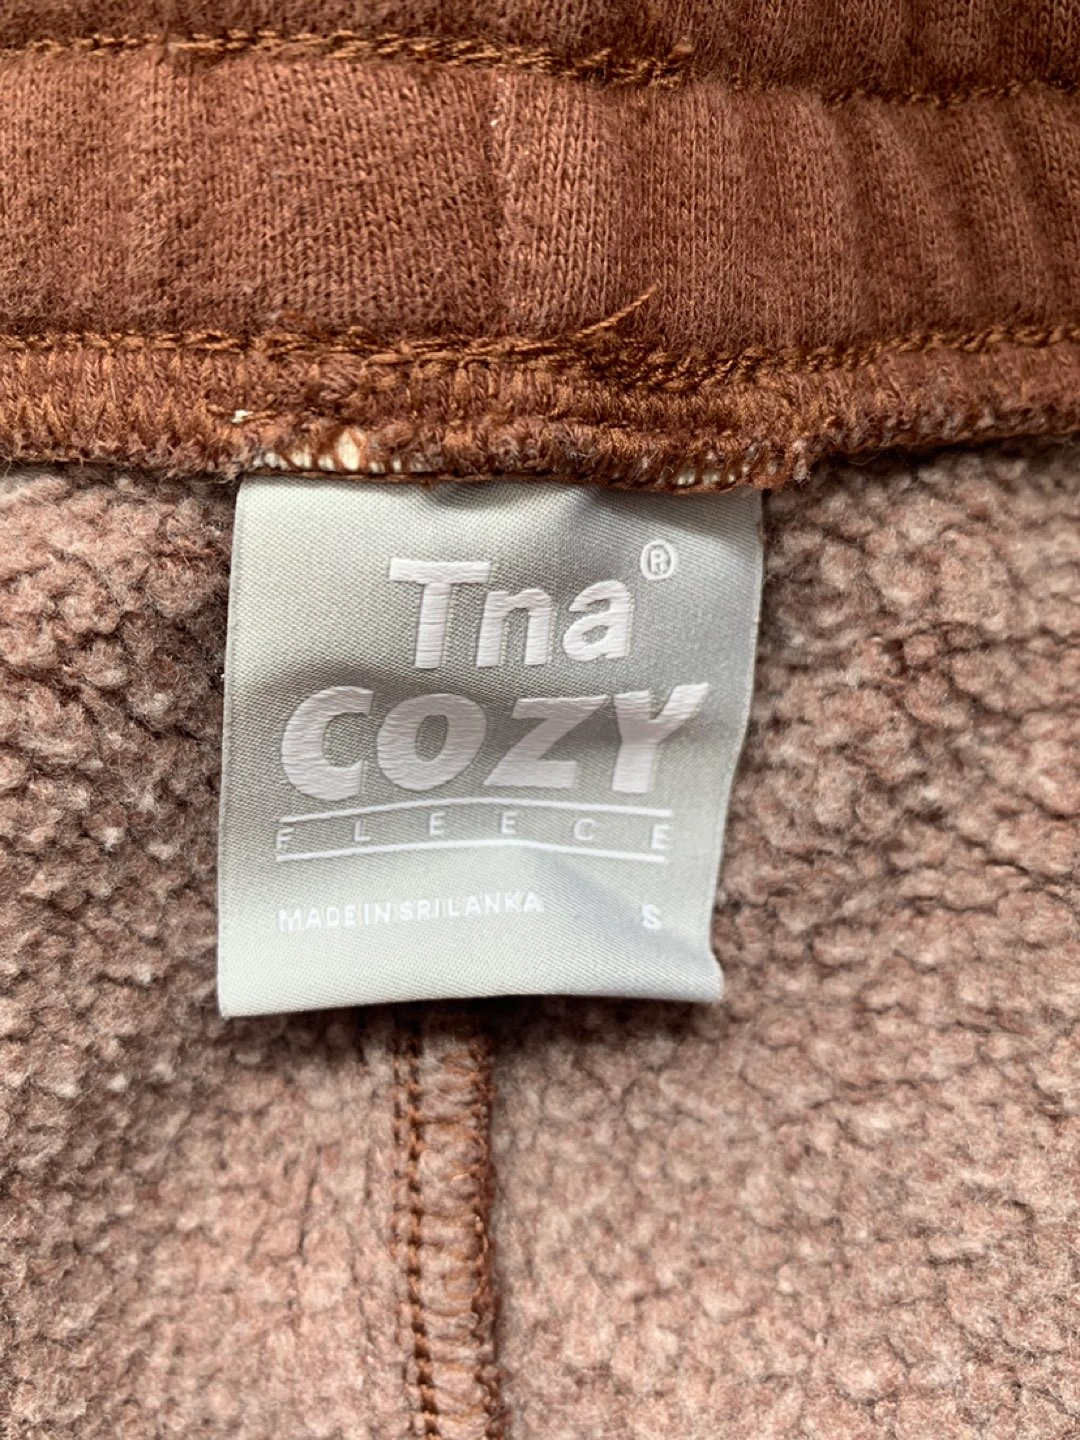 Tna®
COZY
FLEECE
MADE IN SRI LANKA S